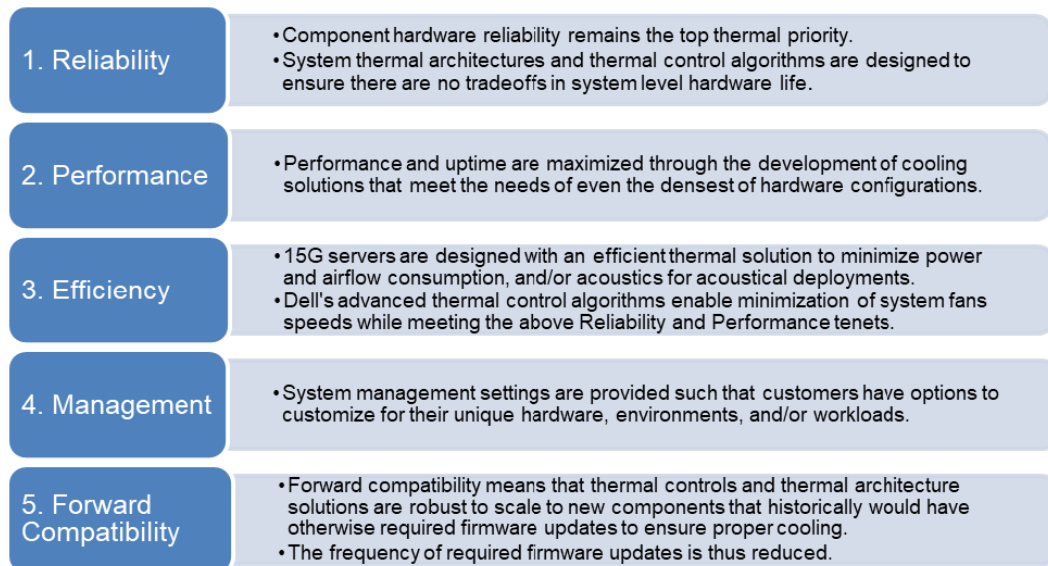 1. Reliability
•Component hardware reliability remains the top thermal priority.
•System thermal architectures and thermal control algorithms are designed to
ensure there are no tradeoffs in system level hardware life.
2. Performance
•Performance and uptime are maximized through the development of cooling
solutions that meet the needs of even the densest of hardware configurations.
3. Efficiency
•15G servers are designed with an efficient thermal solution to minimize power
and airflow consumption, and/or acoustics for acoustical deployments.
•Dell's advanced thermal control algorithms enable minimization of system fans
speeds while meeting the above Reliability and Performance tenets.
4. Management
•System management settings are provided such that customers have options to
customize for their unique hardware, environments, and/or workloads.
5. Forward
Compatibility
•Forward compatibility means that thermal controls and thermal architecture
solutions are robust to scale to new components that historically would have
otherwise required firmware updates to ensure proper cooling.
•The frequency of required firmware updates is thus reduced.